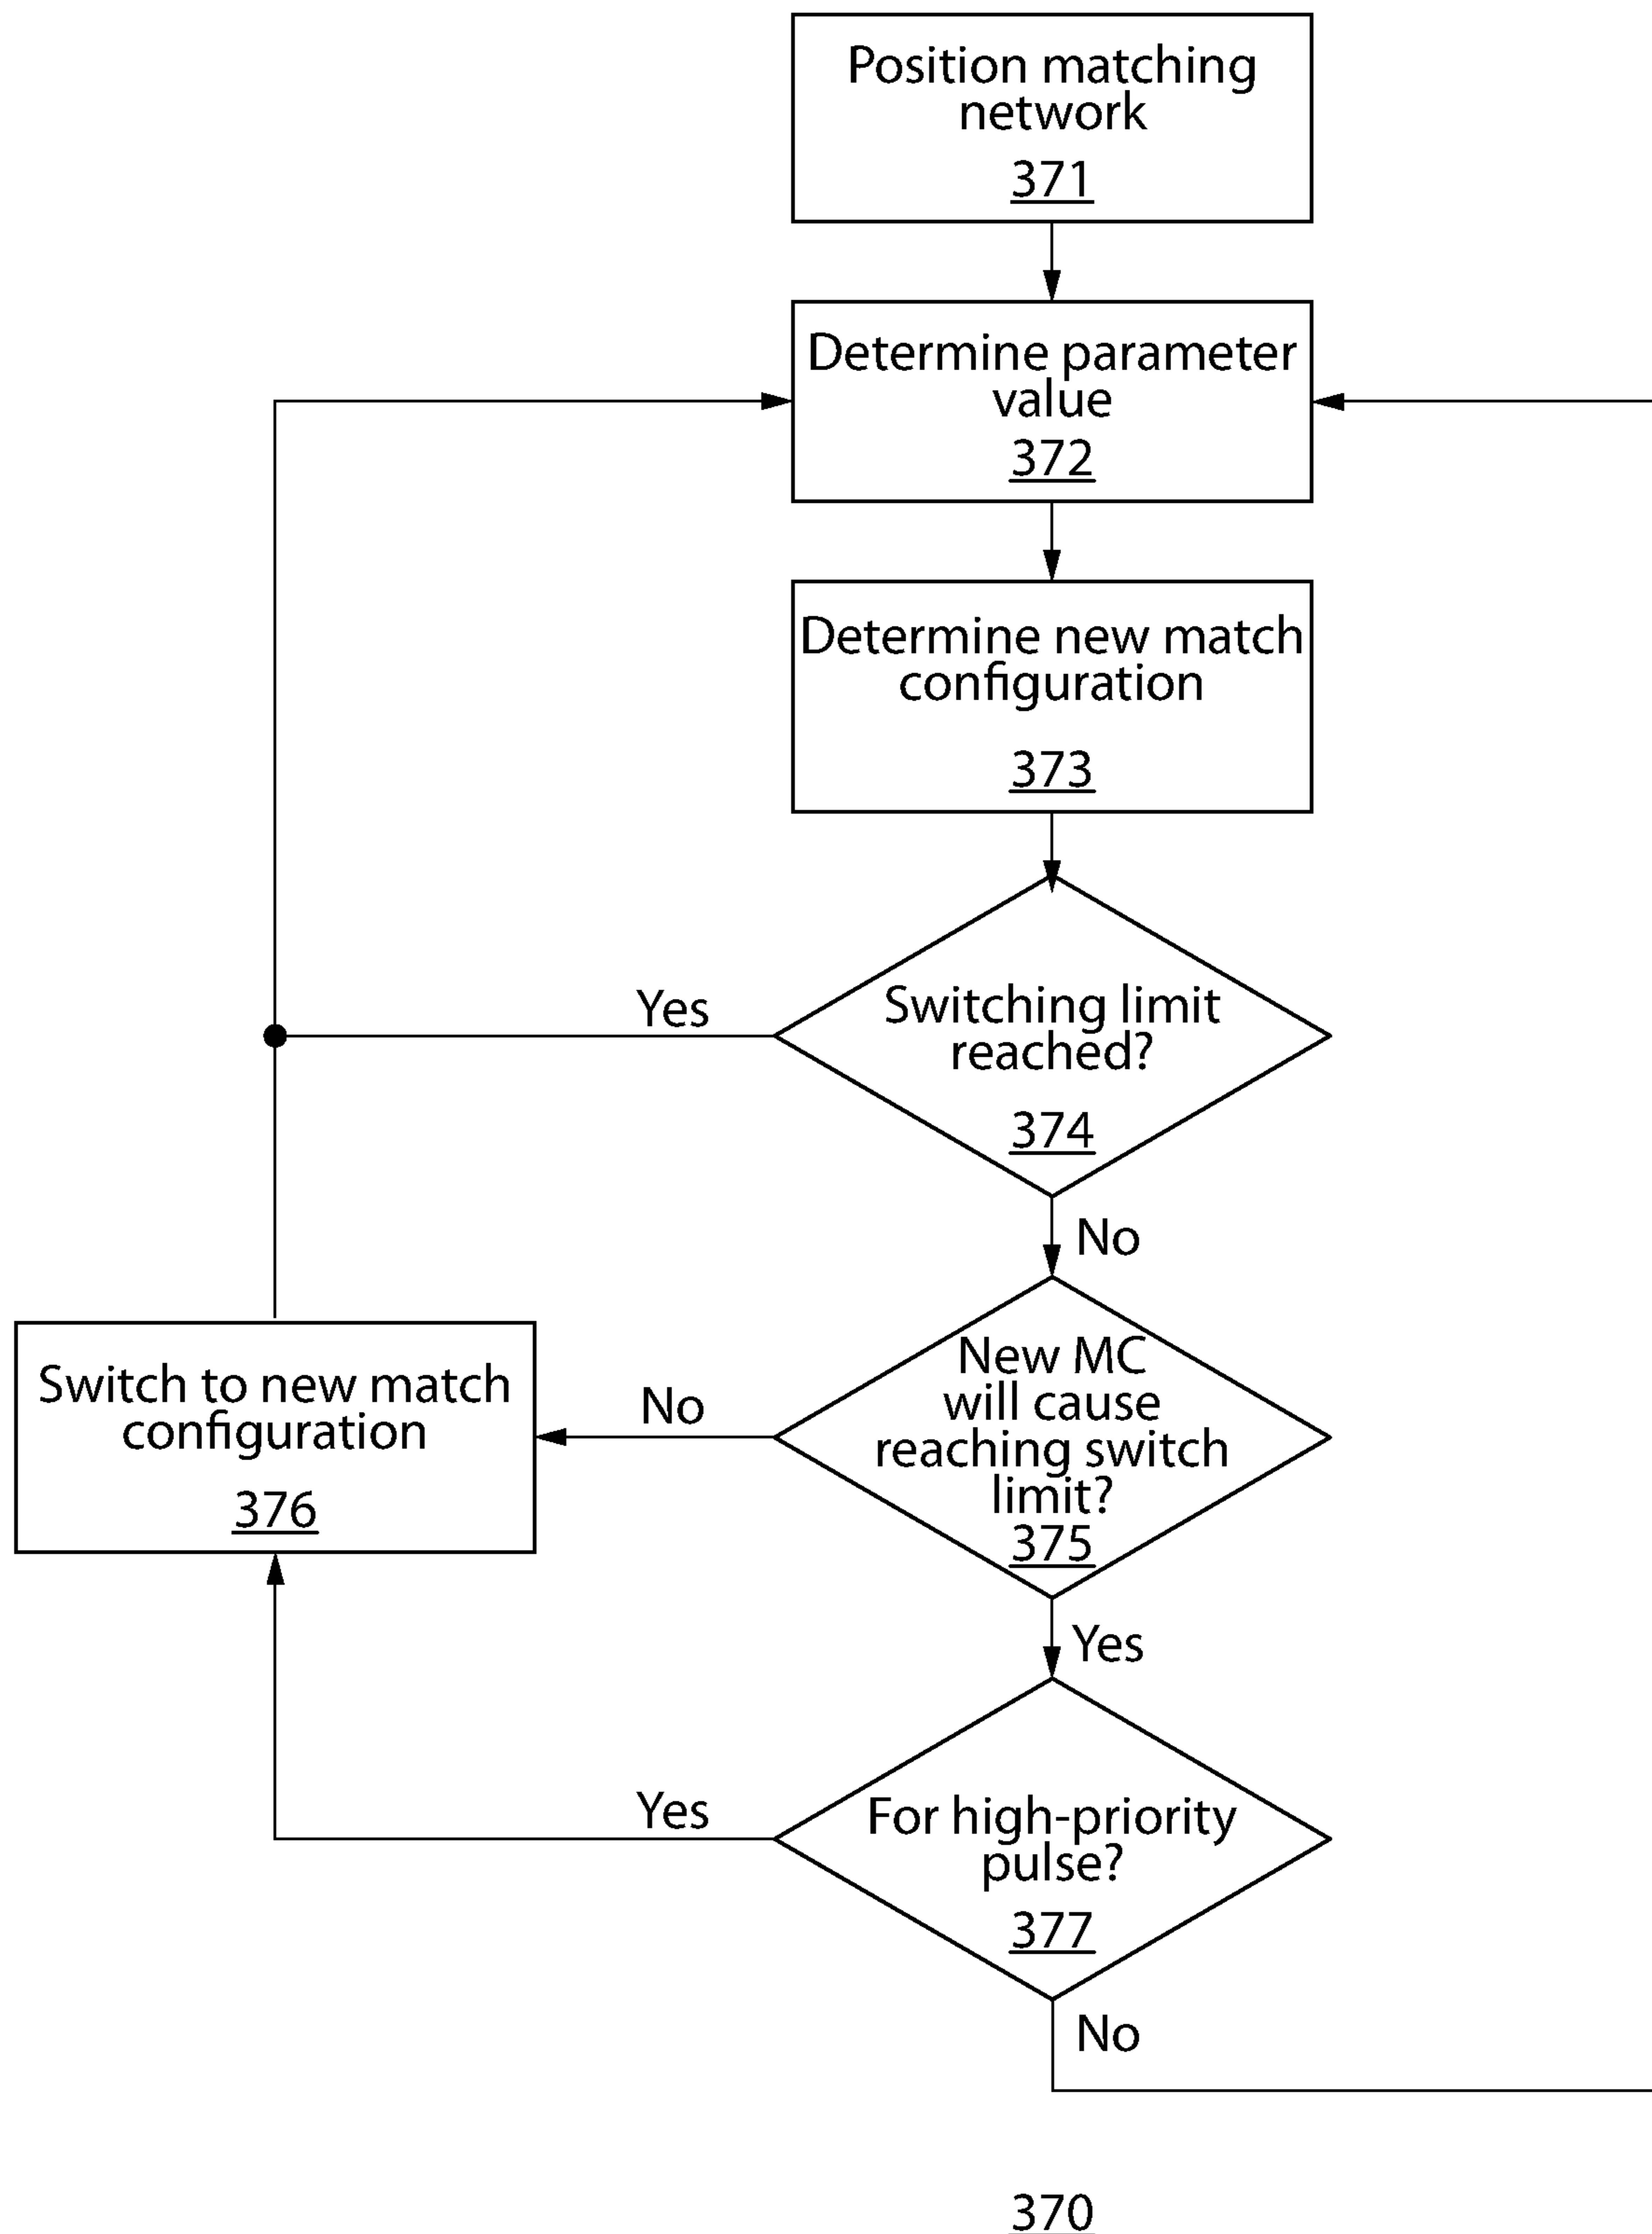 Position matching
network
371
Determine parameter
value
372
Determine new match
configuration
373
Yes
Switching limit
reached?
374
No
New MC
will cause
reaching switch
limit?
375
No
Switch to new match
configuration
376
Yes
Yes
For high-priority
pulse?
377
No
370